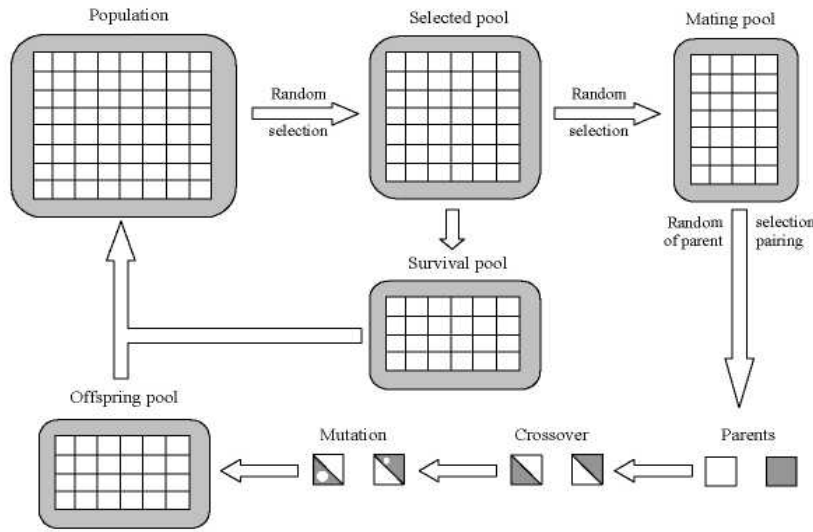 Population
Selected pool
Mating pool
Random
selection
Random
selection
Random
of parent
selection
pairing
Survival pool
Offspring pool
Mutation
Crossover
Parents